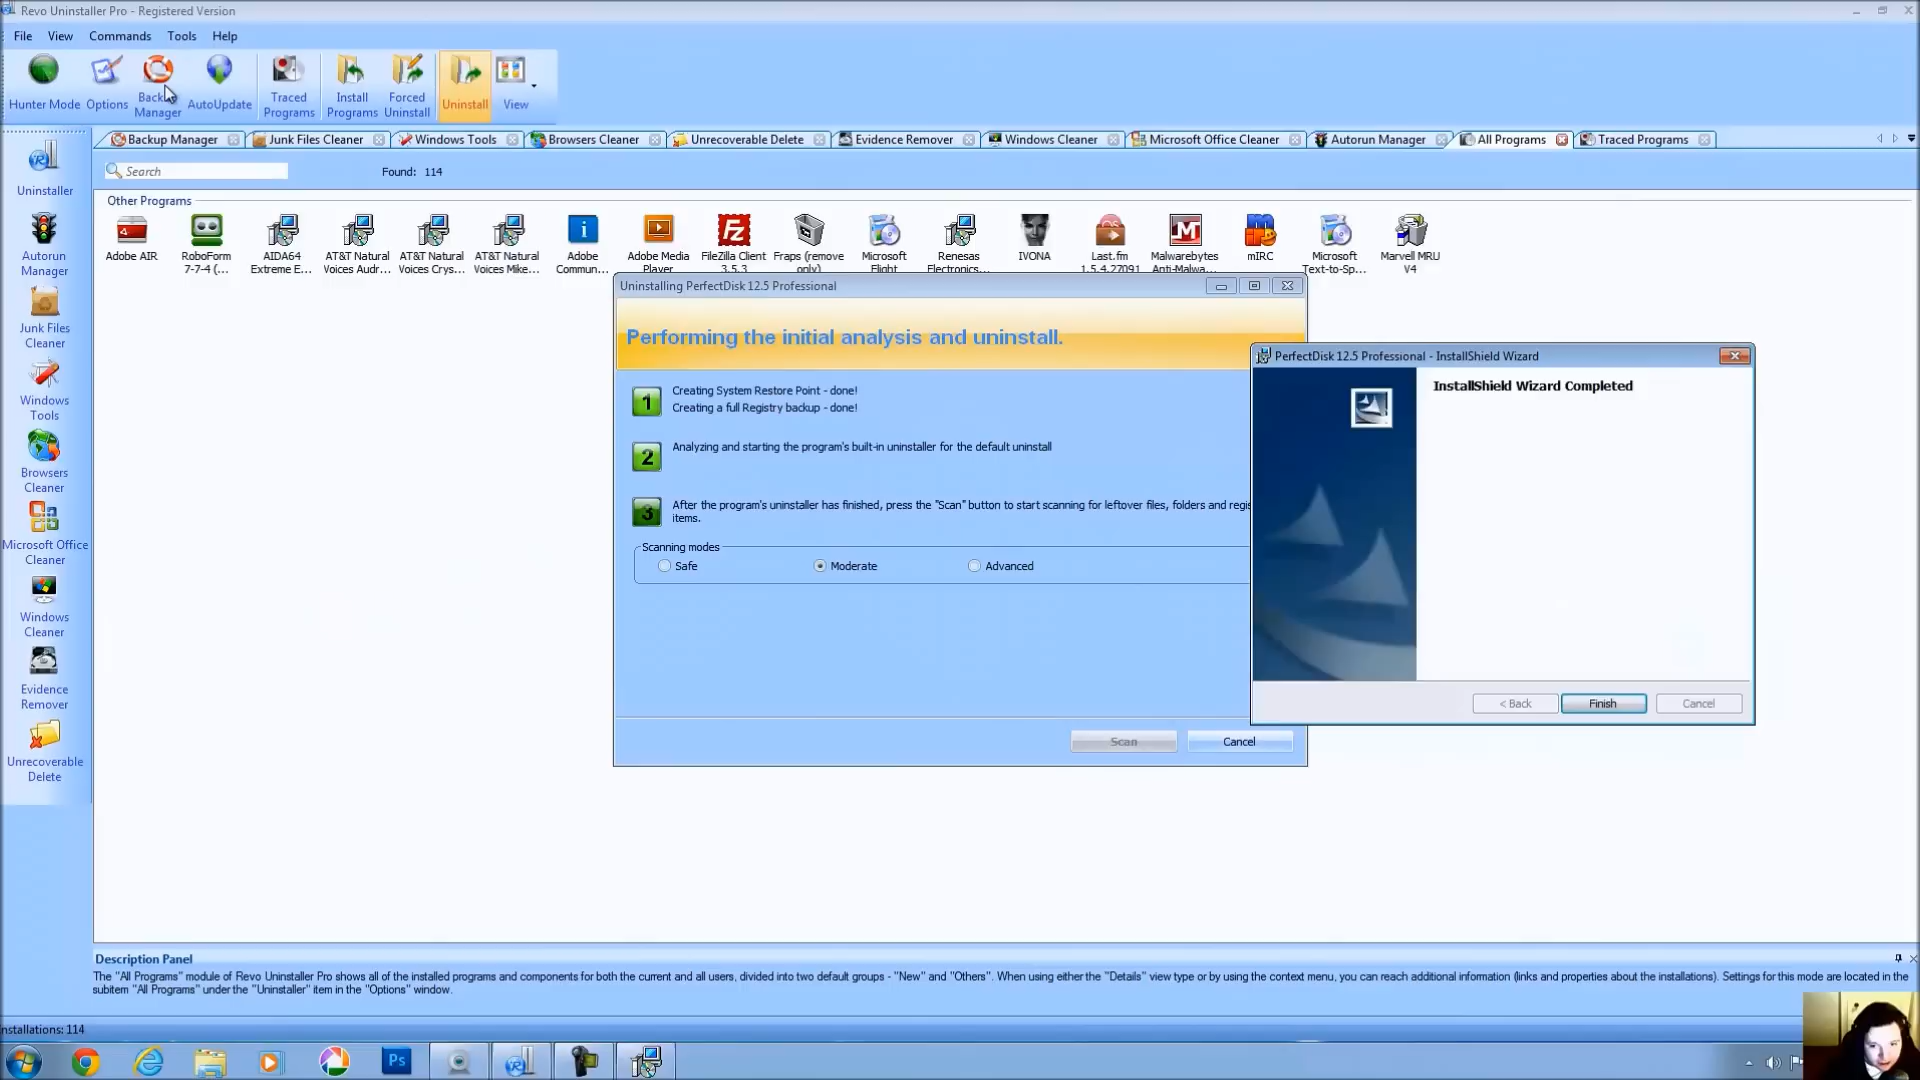 Revo Uninstaller Pro - Registered Version
File View Commands Tools Help
Hunter Mode
Options
Manager
AutoUpdate
Traced
Programs
Install
Programs
Forced
Uninstall
Uninstall
View
Backup Manager
Junk Files Cleaner
Windows Tools
Browsers Cleaner
Unrecoverable Delete
Evidence Remover
Windows Cleaner
Microsoft Office Cleaner
Autorun Manager
All Programs
Traced Programs
Search
Found: 114
Uninstaller
Autorun
Manager
Junk Files
Cleaner
Windows
Tools
Browsers
Cleaner
Microsoft Office
Cleaner
Windows
Cleaner
Evidence
Remover
Unrecoverable
Delete
Other Programs
Adobe AIR
RoboForm
7-7-4 (...
AIDA64
Extreme E...
AT&T Natural
Voices Audr...
AT&T Natural
Voices Crys...
AT&T Natural
Voices Mike...
Adobe
Commun...
Adobe Media
Player
FileZilla Client
3.5.3
Fraps (remove
only)
Microsoft
Flight
Renesas
Electronics...
IVONA
Last.fm
1.5.4.27091
Malwarebytes
Anti-Malwa...
mIRC
Microsoft
Text-to-Sp...
Marvell MRU
V4
Uninstalling PerfectDisk 12.5 Professional
Performing the initial analysis and uninstall.
1
Creating System Restore Point - done!
Creating a full Registry backup - done!
2
Analyzing and starting the program's built-in uninstaller for the default uninstall
3
After the program's uninstaller has finished, press the "Scan" button to start scanning for leftover files, folders and regis
items.
Scanning modes
Safe
Moderate
Advanced
Scan
Cancel
PerfectDisk 12.5 Professional - InstallShield Wizard
InstallShield Wizard Completed
< Back
Finish
Cancel
Description Panel
The "All Programs" module of Revo Uninstaller Pro shows all of the installed programs and components for both the current and all users, divided into two default groups - "New" and "Others". When using either the "Details" view type or by using the context menu, you can reach additional information (links and properties about the installations). Settings for this mode are located in the
subitem "All Programs" under the "Uninstaller" item in the "Options" window.
nstallations: 114
Ps